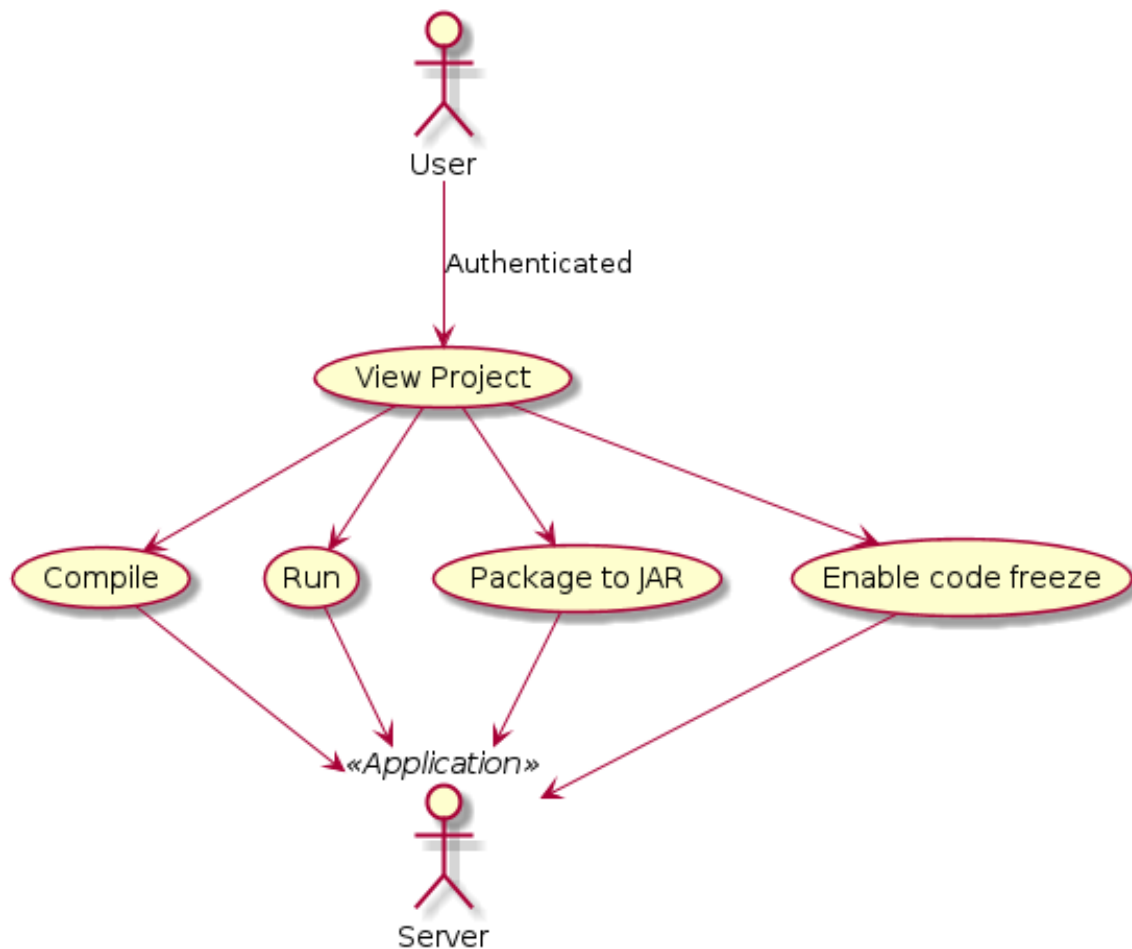 User
Authenticated
View Project
Compile
Run
Package to JAR
Enable code freeze
«Application»
Server